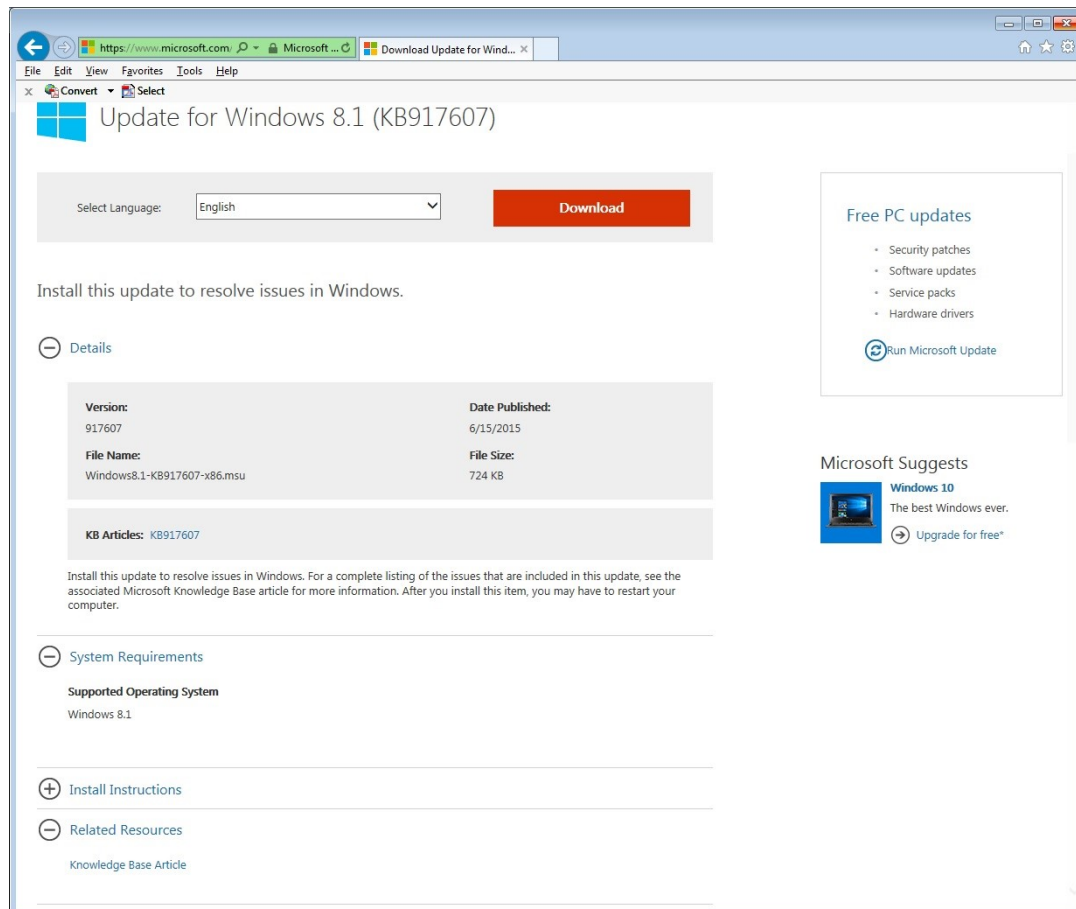 https://www.microsoft.com/ Microsoft ... Download Update for Wind...
File Edit View Favorites Tools Help
x Convert Select
Update for Windows 8.1 (KB917607)
Select Language: English Download
Install this update to resolve issues in Windows.
Details
Version: Date Published:
917607 6/15/2015
File Name: File Size:
Windows8.1-KB917607-x86.msu 724 KB
KB Articles: KB917607
Install this update to resolve issues in Windows. For a complete listing of the issues that are included in this update, see the
associated Microsoft Knowledge Base article for more information. After you install this item, you may have to restart your
computer.
System Requirements
Supported Operating System
Windows 8.1
Install Instructions
Related Resources
Knowledge Base Article
Free PC updates
• Security patches
• Software updates
• Service packs
• Hardware drivers
Run Microsoft Update
Microsoft Suggests
Windows 10
The best Windows ever.
Upgrade for free*